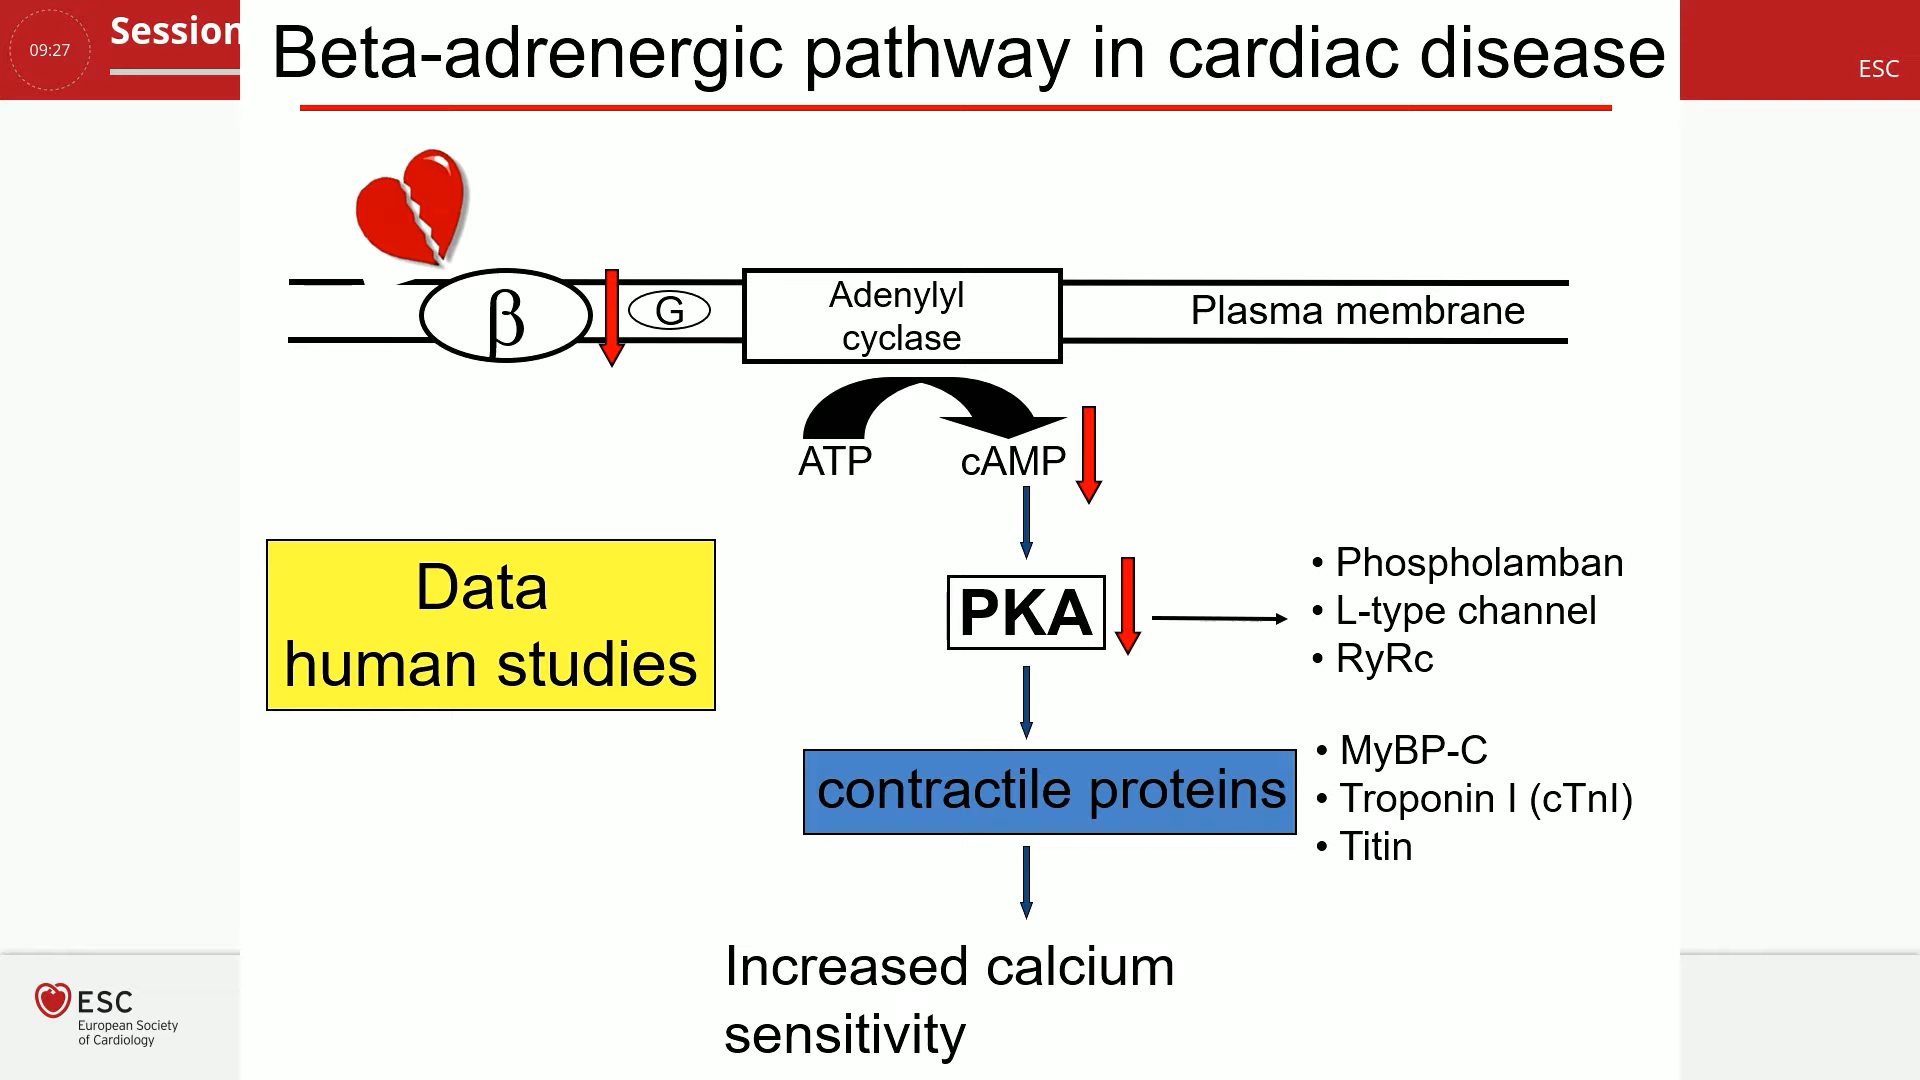 09:27
Session
Beta-adrenergic pathway in cardiac disease
ESC
β
G
Adenylyl
cyclase
Plasma membrane
ATP
cAMP
Data
human studies
PKA
• Phospholamban
• L-type channel
• RyRc
contractile proteins
• MyBP-C
• Troponin I (cTnI)
• Titin
Increased calcium
sensitivity
ESC
European Society
of Cardiology